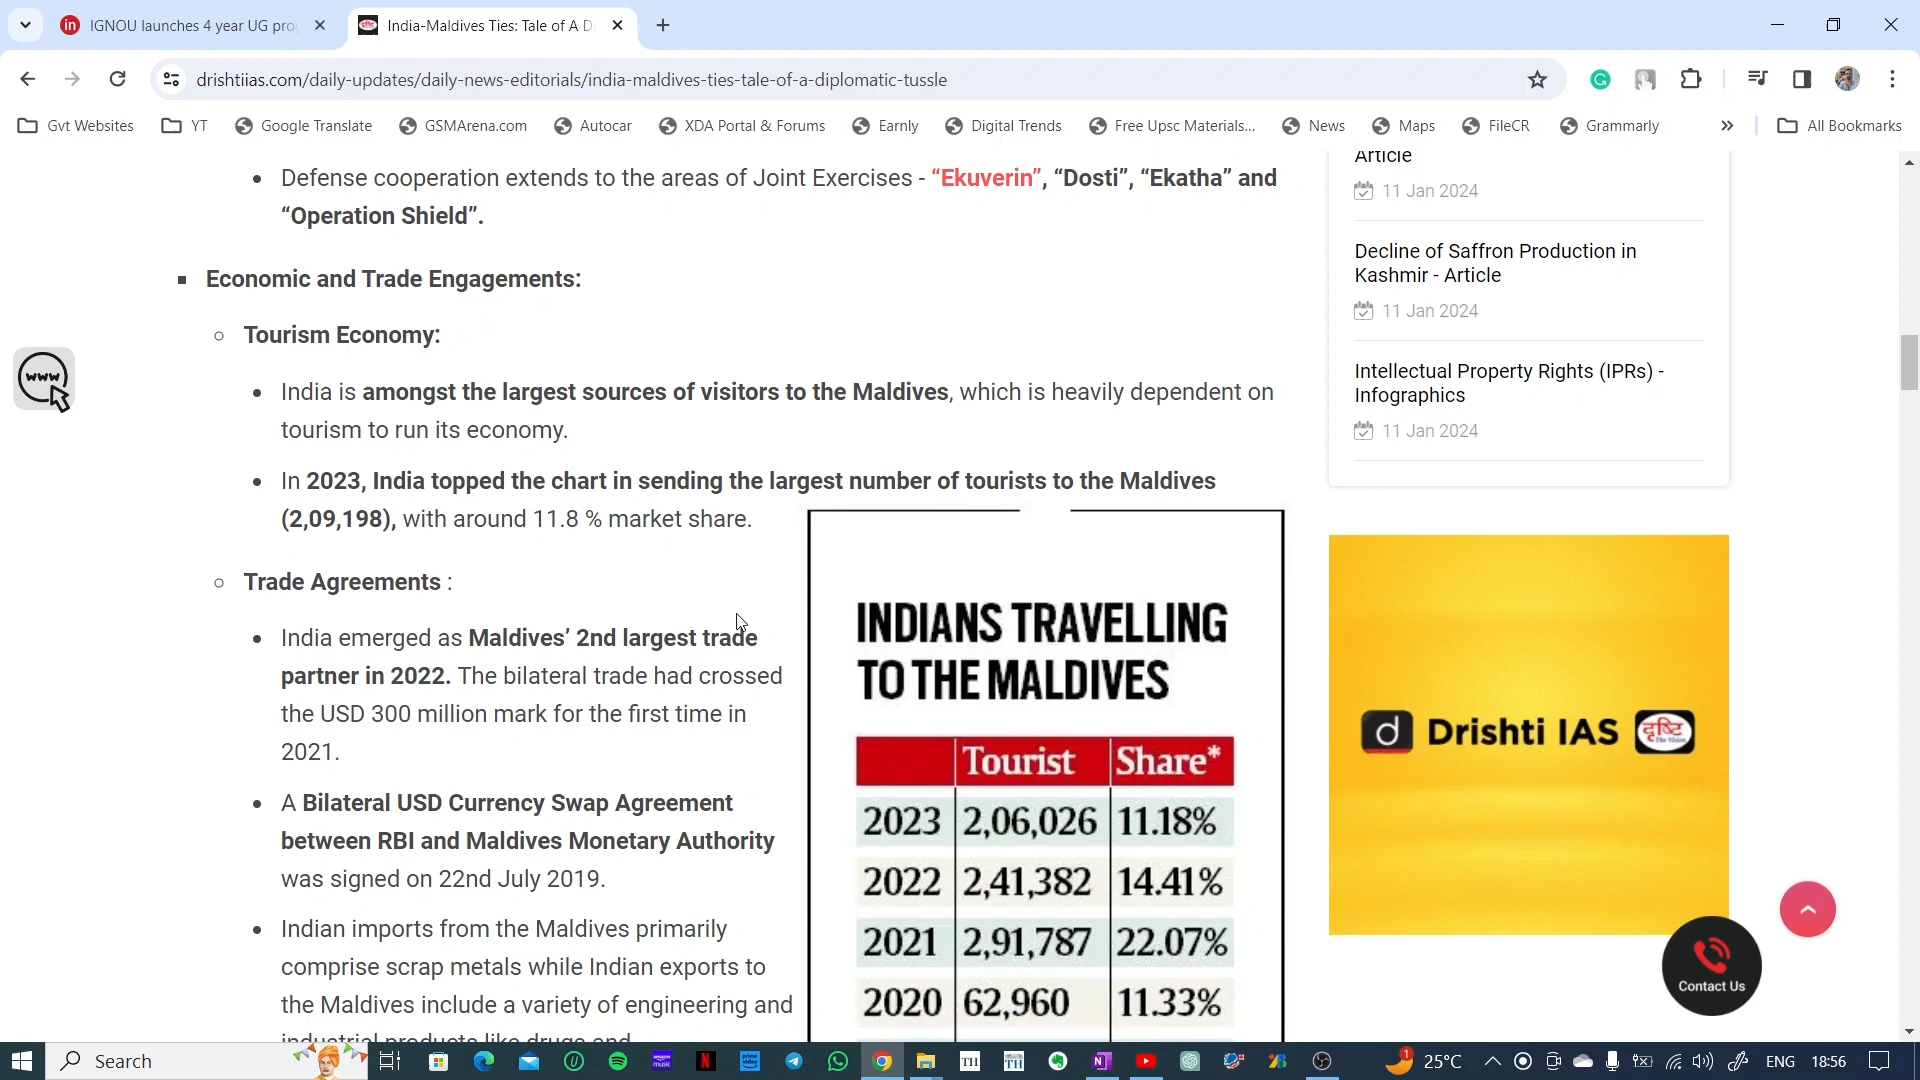 IGNOU launches 4 year UG pro
India-Maldives Ties: Tale of A D
drishtiias.com/daily-updates/daily-news-editorials/india-maldives-ties-tale-of-a-diplomatic-tussle
Gvt Websites
YT
Google Translate
GSMArena.com
Autocar
XDA Portal & Forums
Earnly
Digital Trends
Free Upsc Materials...
News
Maps
FileCR
Grammarly
All Bookmarks
Defense cooperation extends to the areas of Joint Exercises - “Ekuverin”, “Dosti”, “Ekatha” and
“Operation Shield”.
Economic and Trade Engagements:
Tourism Economy:
www
India is amongst the largest sources of visitors to the Maldives, which is heavily dependent on
tourism to run its economy.
In 2023, India topped the chart in sending the largest number of tourists to the Maldives
(2,09,198), with around 11.8 % market share.
Trade Agreements :
India emerged as Maldives’ 2nd largest trade
partner in 2022. The bilateral trade had crossed
the USD 300 million mark for the first time in
2021.
A Bilateral USD Currency Swap Agreement
between RBI and Maldives Monetary Authority
was signed on 22nd July 2019.
Indian imports from the Maldives primarily
comprise scrap metals while Indian exports to
the Maldives include a variety of engineering and
industrial products like drugs and
INDIANS TRAVELLING
TO THE MALDIVES
Tourist Share*
2023 2,06,026 11.18%
2022 2,41,382 14.41%
2021 2,91,787 22.07%
2020 62,960 11.33%
Article
11 Jan 2024
Decline of Saffron Production in
Kashmir - Article
11 Jan 2024
Intellectual Property Rights (IPRs) -
Infographics
11 Jan 2024
d Drishti IAS दृष्टि
The Vision
Contact Us
Search
25°C
ENG
18:56